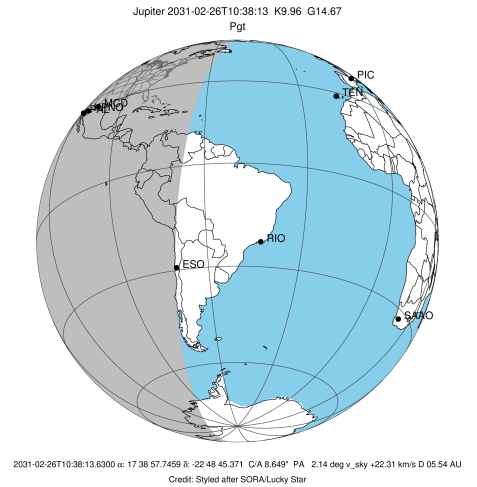 Jupiter 2031-02-26T10:38:13 K9.96 G14.67
Pgt
PIC
TEN
MCD
RIO
ESO
SAAO
2031-02-26T10:38:13.6300 α: 17 38 57.7459 δ: -22 48 45.371 C/A 8.649" PA 2.14 deg v_sky +22.31 km/s D 05.54 AU
Credit: Styled after SORA/Lucky Star